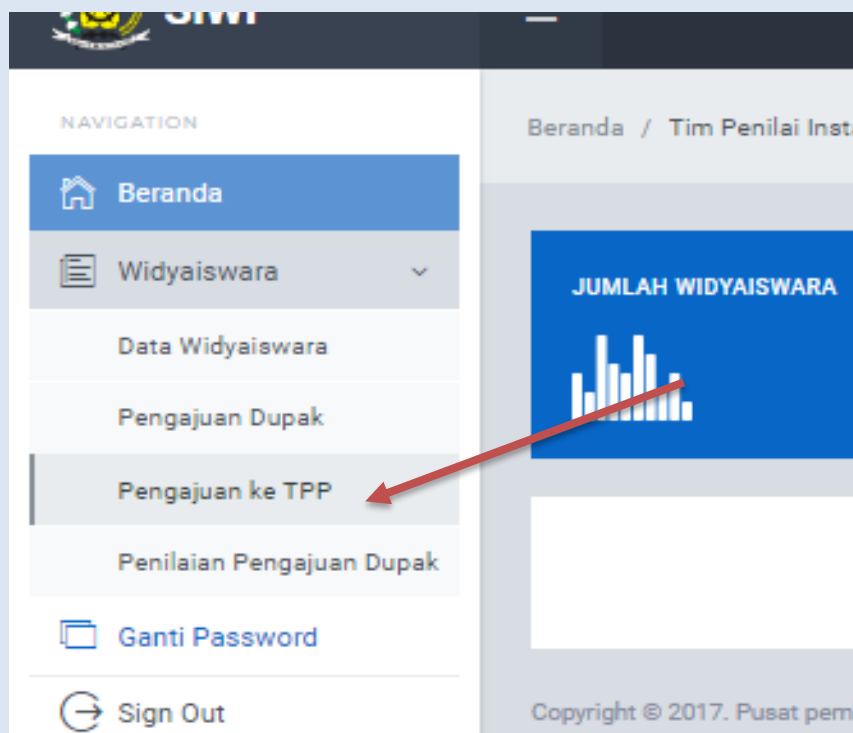 SIWI
NAVIGATION
Beranda
Widyaiswara
Data Widyaiswara
Pengajuan Dupak
Pengajuan ke TPP
Penilaian Pengajuan Dupak
Ganti Password
Sign Out
Beranda / Tim Penilai Inst
JUMLAH WIDYAISWARA
Copyright © 2017. Pusat pem